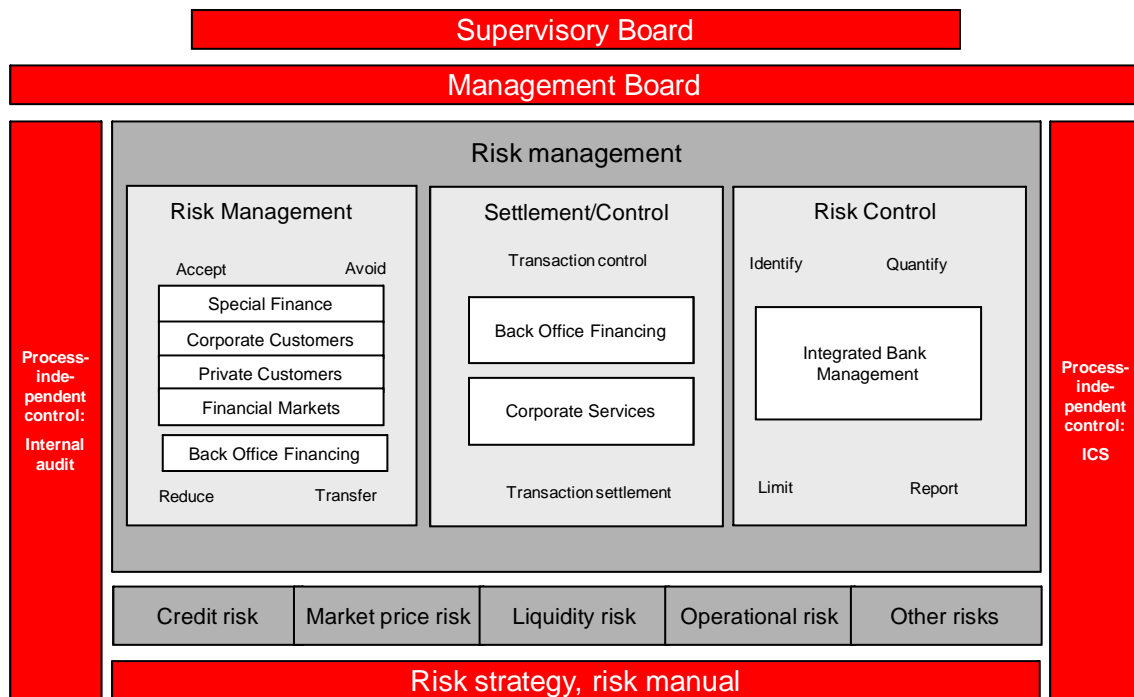 Supervisory Board
Management Board
Process-
inde-
pendent
control:
Internal
audit
Risk management
Risk Management
Accept
Avoid
Special Finance
Corporate Customers
Private Customers
Financial Markets
Back Office Financing
Reduce
Transfer
Settlement/Control
Transaction control
Back Office Financing
Corporate Services
Transaction settlement
Risk Control
Identify
Quantify
Integrated Bank
Management
Limit
Report
Process-
inde-
pendent
control:
ICS
Credit risk
Market price risk
Liquidity risk
Operational risk
Other risks
Risk strategy, risk manual